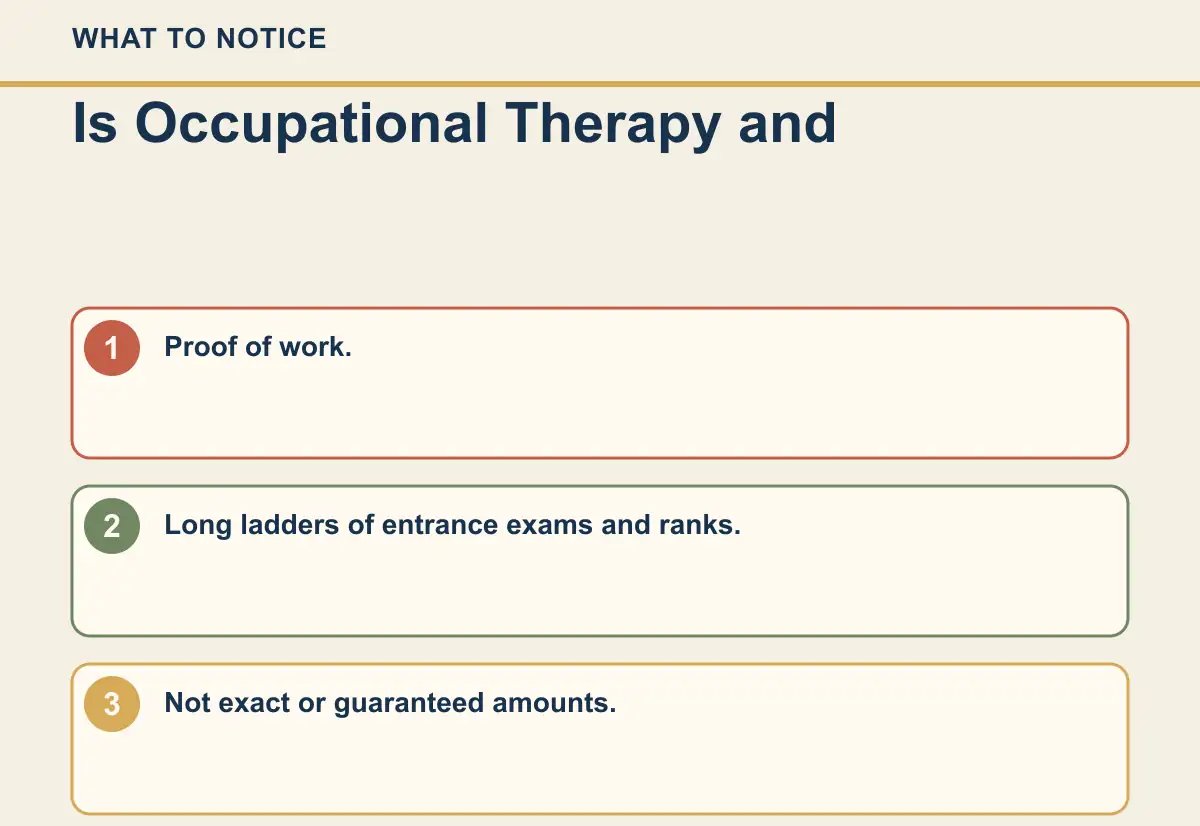 WHAT TO NOTICE
Is Occupational Therapy and
1
Proof of work.
2
Long ladders of entrance exams and ranks.
3
Not exact or guaranteed amounts.